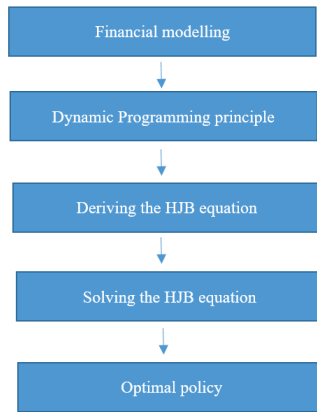 Financial modelling
Dynamic Programming principle
Deriving the HJB equation
Solving the HJB equation
Optimal policy